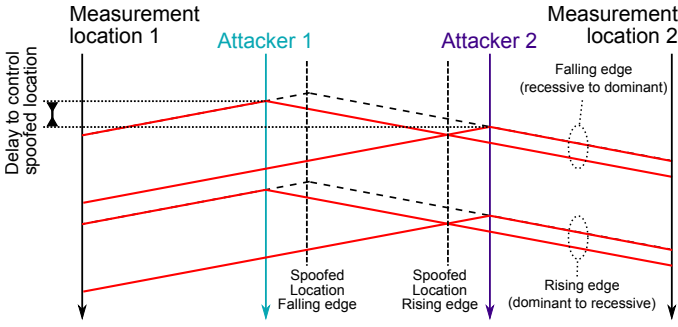 Measurement
location 1
Attacker 1
Attacker 2
Measurement
location 2
Delay to control
spoofed location
Falling edge
(recessive to dominant)
Spoofed
Location
Falling edge
Spoofed
Location
Rising edge
Rising edge
(dominant to recessive)